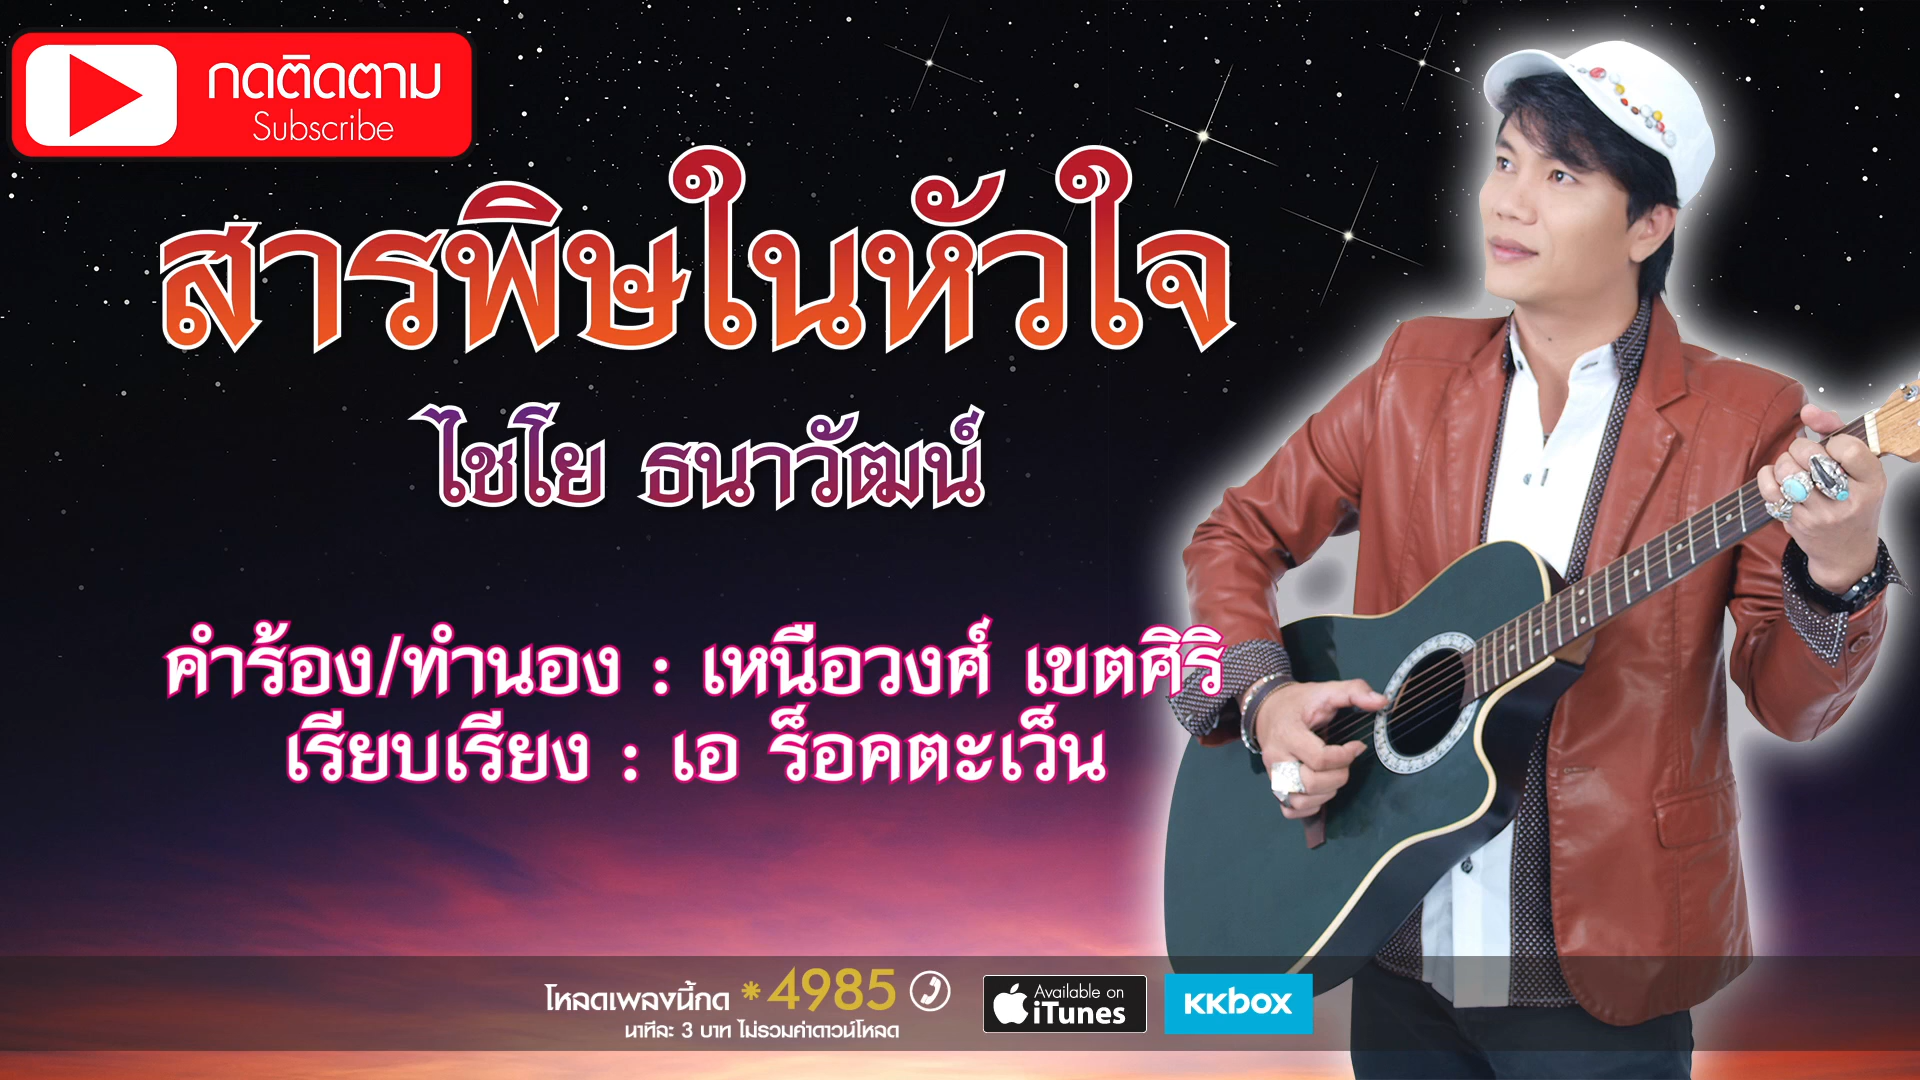 กดติดตาม
Subscribe
สารพิษในหัวใจ
ไชโย ธนาวัฒน์
คำร้อง/ทำนอง : เหนือวงศ์ เขตศิริ
เรียบเรียง : เอ ร็อคตะเว็น
โหลดเพลงนี้กด *4985
นาทีละ 3 บาท ไม่รวมค่าดาวน์โหลด
Available on
iTunes
KKBOX